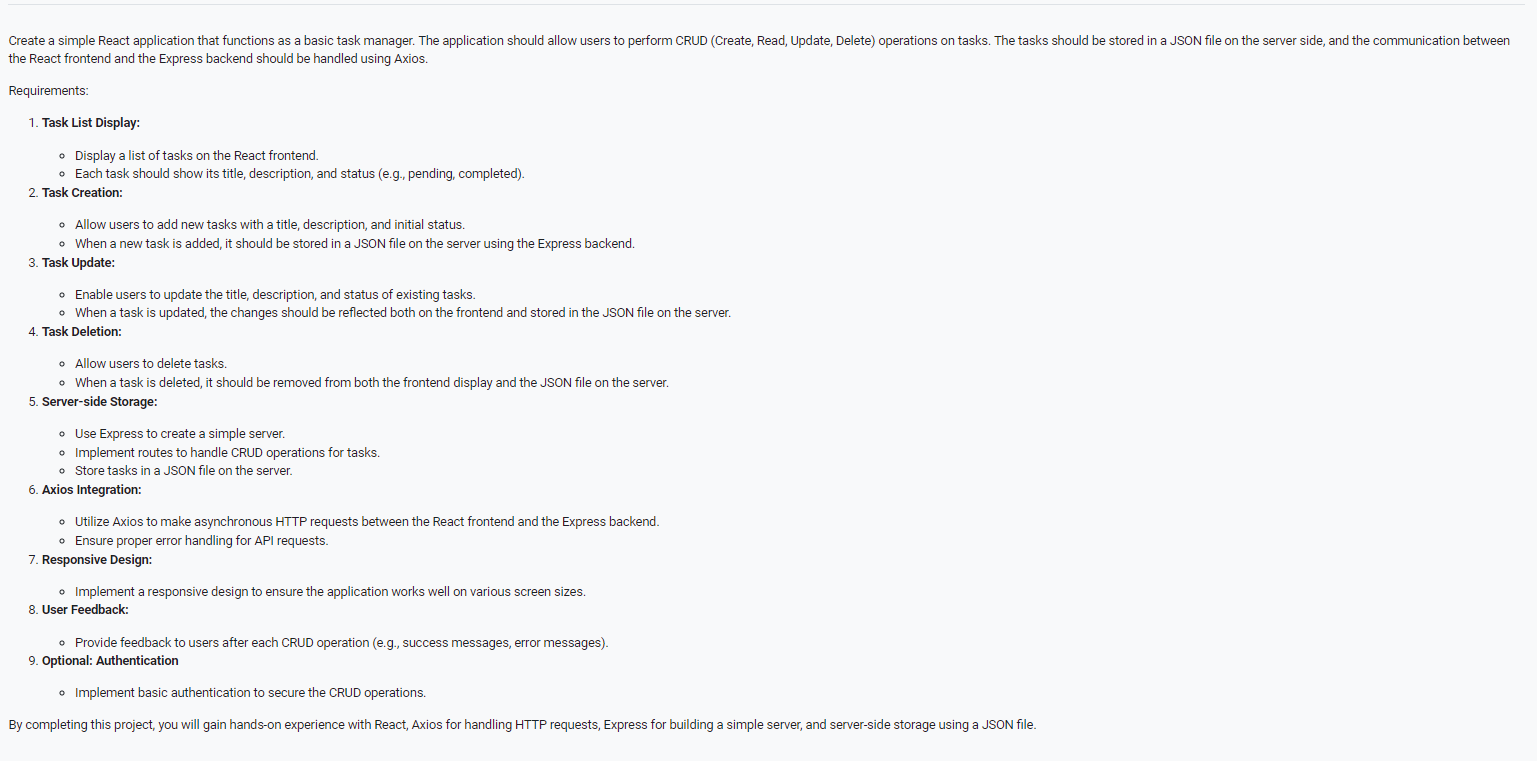 Create a simple React application that functions as a basic task manager. The application should allow users to perform CRUD (Create, Read, Update, Delete) operations on tasks. The tasks should be stored in a JSON file on the server side, and the communication between
the React frontend and the Express backend should be handled using Axios.
Requirements:
1. Task List Display:
Display a list of tasks on the React frontend.
Each task should show its title, description, and status (e.g., pending, completed).
2. Task Creation:
Allow users to add new tasks with a title, description, and initial status.
When a new task is added, it should be stored in a JSON file on the server using the Express backend.
3. Task Update:
Enable users to update the title, description, and status of existing tasks.
When a task is updated, the changes should be reflected both on the frontend and stored in the JSON file on the server.
4. Task Deletion:
Allow users to delete tasks.
When a task is deleted, it should be removed from both the frontend display and the JSON file on the server.
5. Server-side Storage:
Use Express to create a simple server.
Implement routes to handle CRUD operations for tasks.
Store tasks in a JSON file on the server.
6. Axios Integration:
Utilize Axios to make asynchronous HTTP requests between the React frontend and the Express backend.
Ensure proper error handling for API requests.
7. Responsive Design:
Implement a responsive design to ensure the application works well on various screen sizes.
8. User Feedback:
Provide feedback to users after each CRUD operation (e.g., success messages, error messages).
9. Optional: Authentication
Implement basic authentication to secure the CRUD operations.
By completing this project, you will gain hands-on experience with React, Axios for handling HTTP requests, Express for building a simple server, and server-side storage using a JSON file.